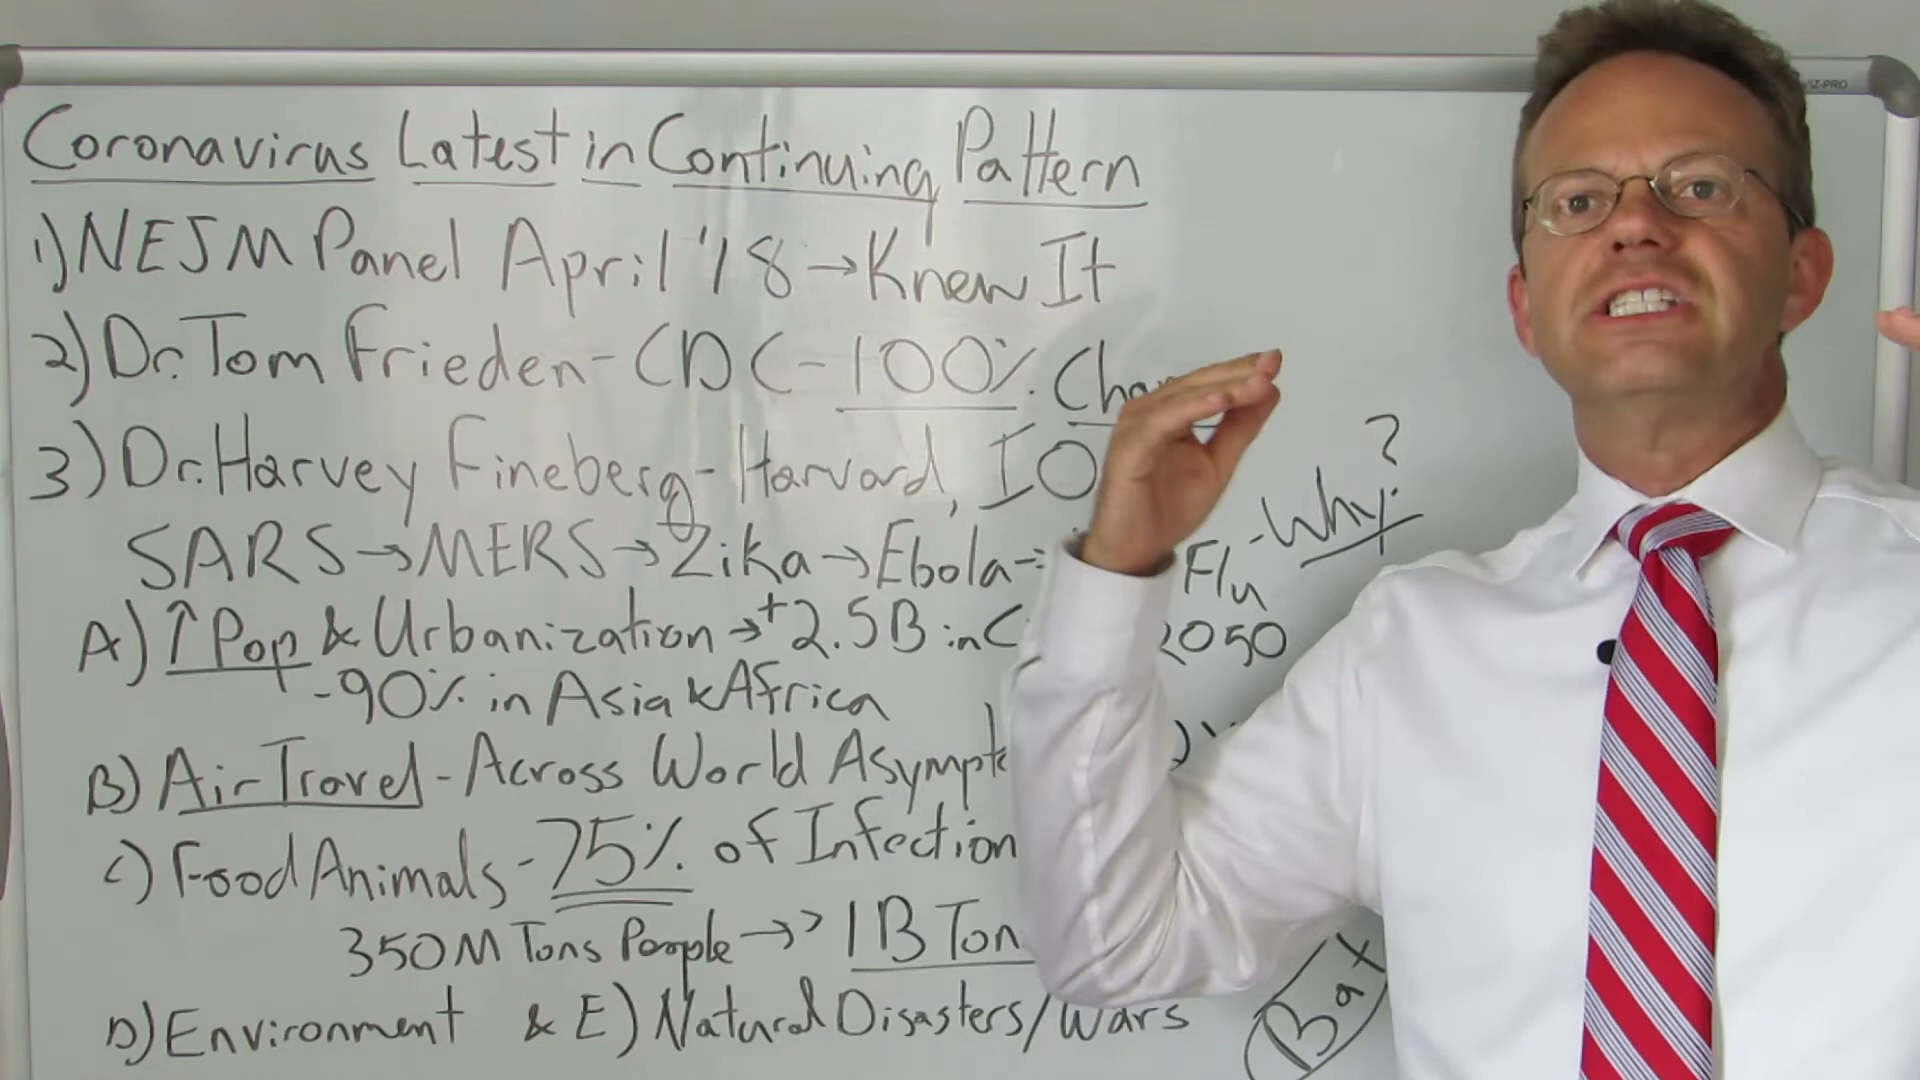 VIZ-PRO
Coronavirus Latest in Continuing Pattern
1) NEJM Panel April '18 → Knew It
2) Dr. Tom Frieden - CDC - 100% Cha
3) Dr. Harvey Fineberg - Harvard, IO
SARS → MERS → Zika → Ebola → Flu - Why?
A) ↑ Pop & Urbanization → +2.5B in C 2050
- 90% in Asia & Africa
B) Air Travel - Across World Asympt
C) Food Animals - 75% of Infection
350M Tons People → > 1B Ton
D) Environment & E) Natural Disasters/Wars
Bat